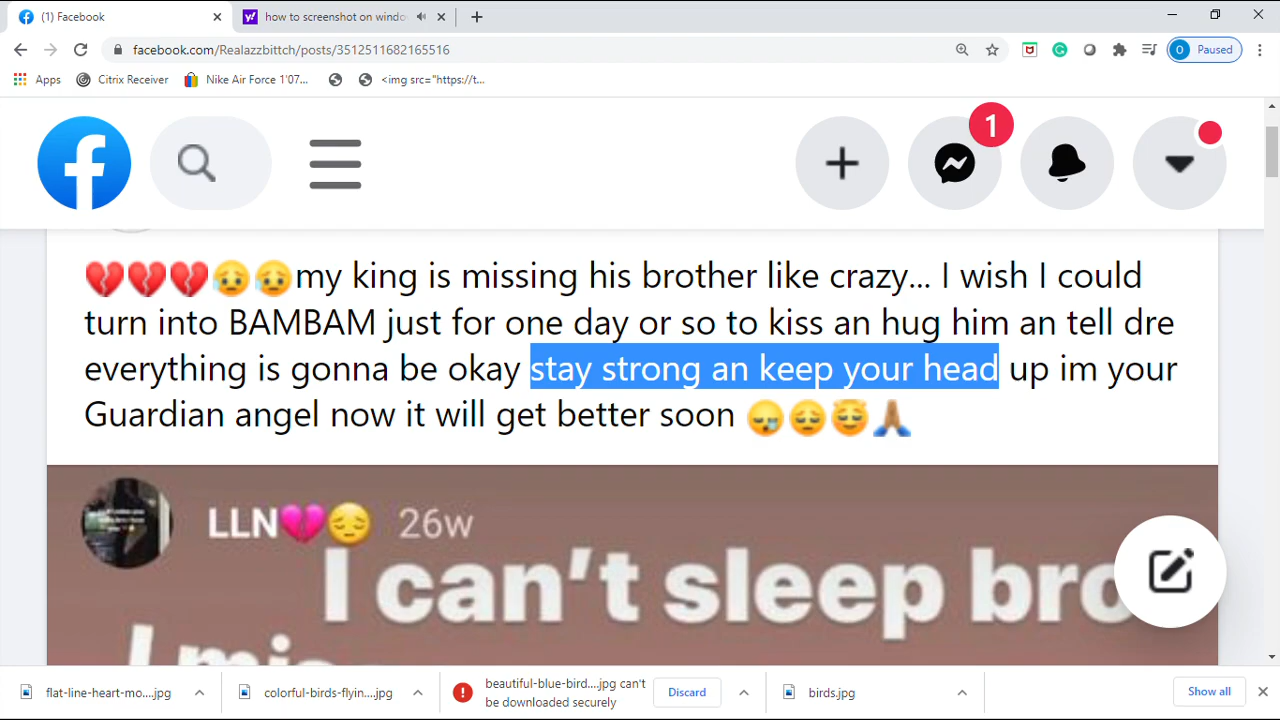 (1) Facebook
how to screenshot on windo
facebook.com/Realazzbittch/posts/3512511682165516
O Paused
Apps
Citrix Receiver
Nike Air Force 1'07...
<img src="https://t...
1
💔💔💔😥😥my king is missing his brother like crazy... I wish I could
turn into BAMBAM just for one day or so to kiss an hug him an tell dre
everything is gonna be okay stay strong an keep your head up im your
Guardian angel now it will get better soon 😪😔😇🙏🏽
LLN💔😔 26w
I can't sleep bro
I mis
flat-line-heart-mo....jpg
colorful-birds-flyin....jpg
beautiful-blue-bird....jpg can't
be downloaded securely
Discard
birds.jpg
Show all